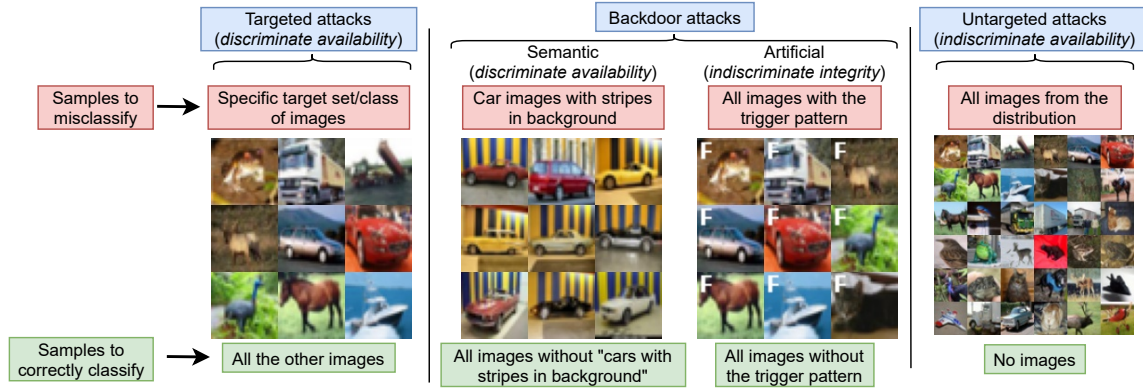 Targeted attacks
(discriminate availability)
Backdoor attacks
Untargeted attacks
(indiscriminate availability)
Semantic
(discriminate availability)
Artificial
(indiscriminate integrity)
Samples to
misclassify
Specific target set/class
of images
Car images with stripes
in background
All images with the
trigger pattern
All images from the
distribution
F F F
F F F
F F F
Samples to
correctly classify
All the other images
All images without "cars with
stripes in background"
All images without
the trigger pattern
No images